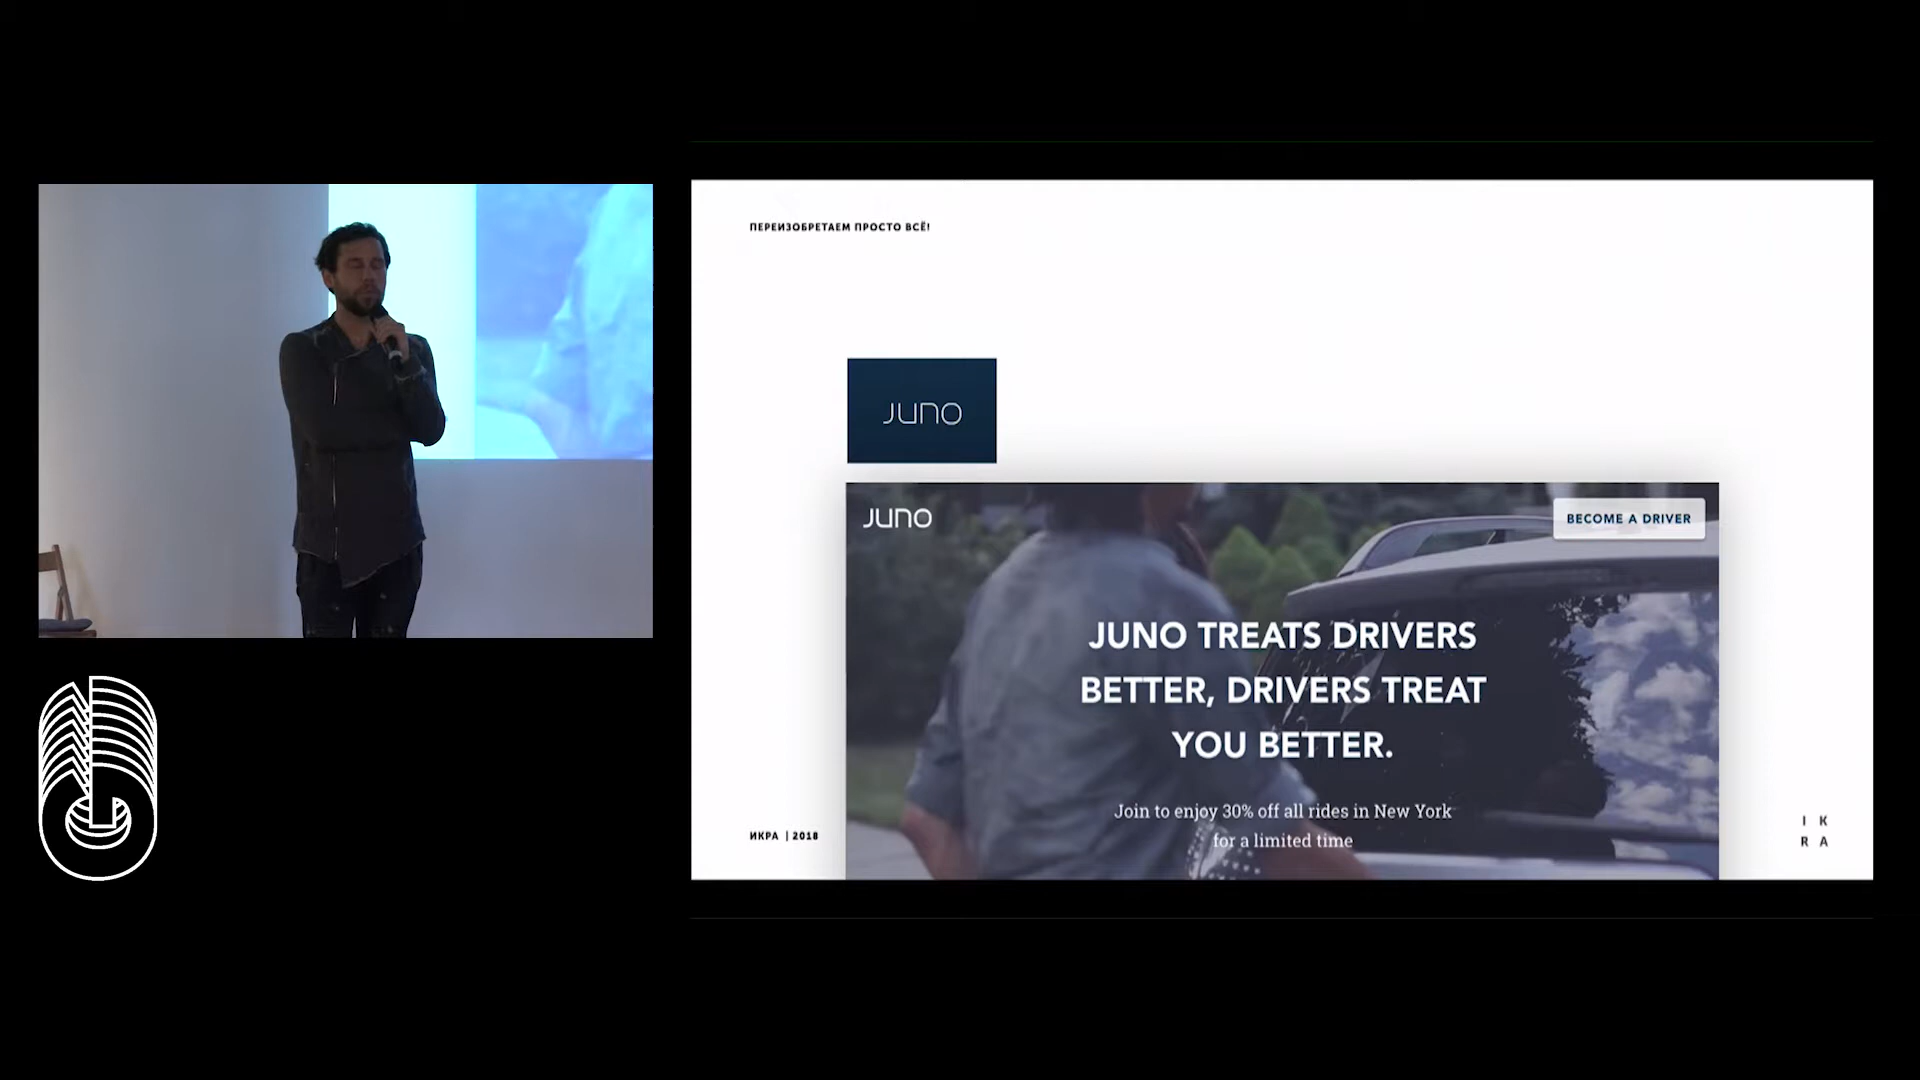 ПЕРЕИЗОБРЕТАЕМ ПРОСТО ВСЁ!
JUNO
JUNO
BECOME A DRIVER
JUNO TREATS DRIVERS
BETTER, DRIVERS TREAT
YOU BETTER.
Join to enjoy 30% off all rides in New York
for a limited time
ИКРА | 2018
I K
R A